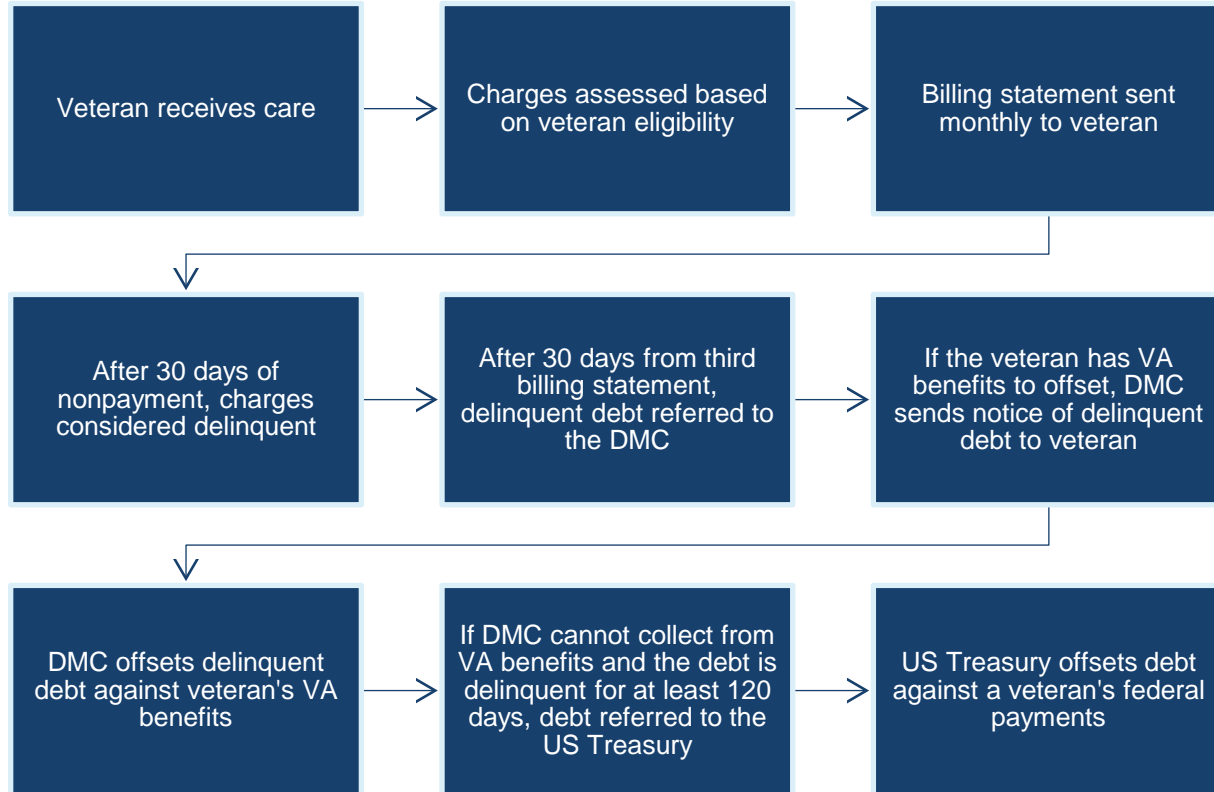 Veteran receives care
Charges assessed based
on veteran eligibility
Billing statement sent
monthly to veteran
After 30 days of
nonpayment, charges
considered delinquent
After 30 days from third
billing statement,
delinquent debt referred to
the DMC
If the veteran has VA
benefits to offset, DMC
sends notice of delinquent
debt to veteran
DMC offsets delinquent
debt against veteran's VA
benefits
If DMC cannot collect from
VA benefits and the debt is
delinquent for at least 120
days, debt referred to the
US Treasury
US Treasury offsets debt
against a veteran's federal
payments